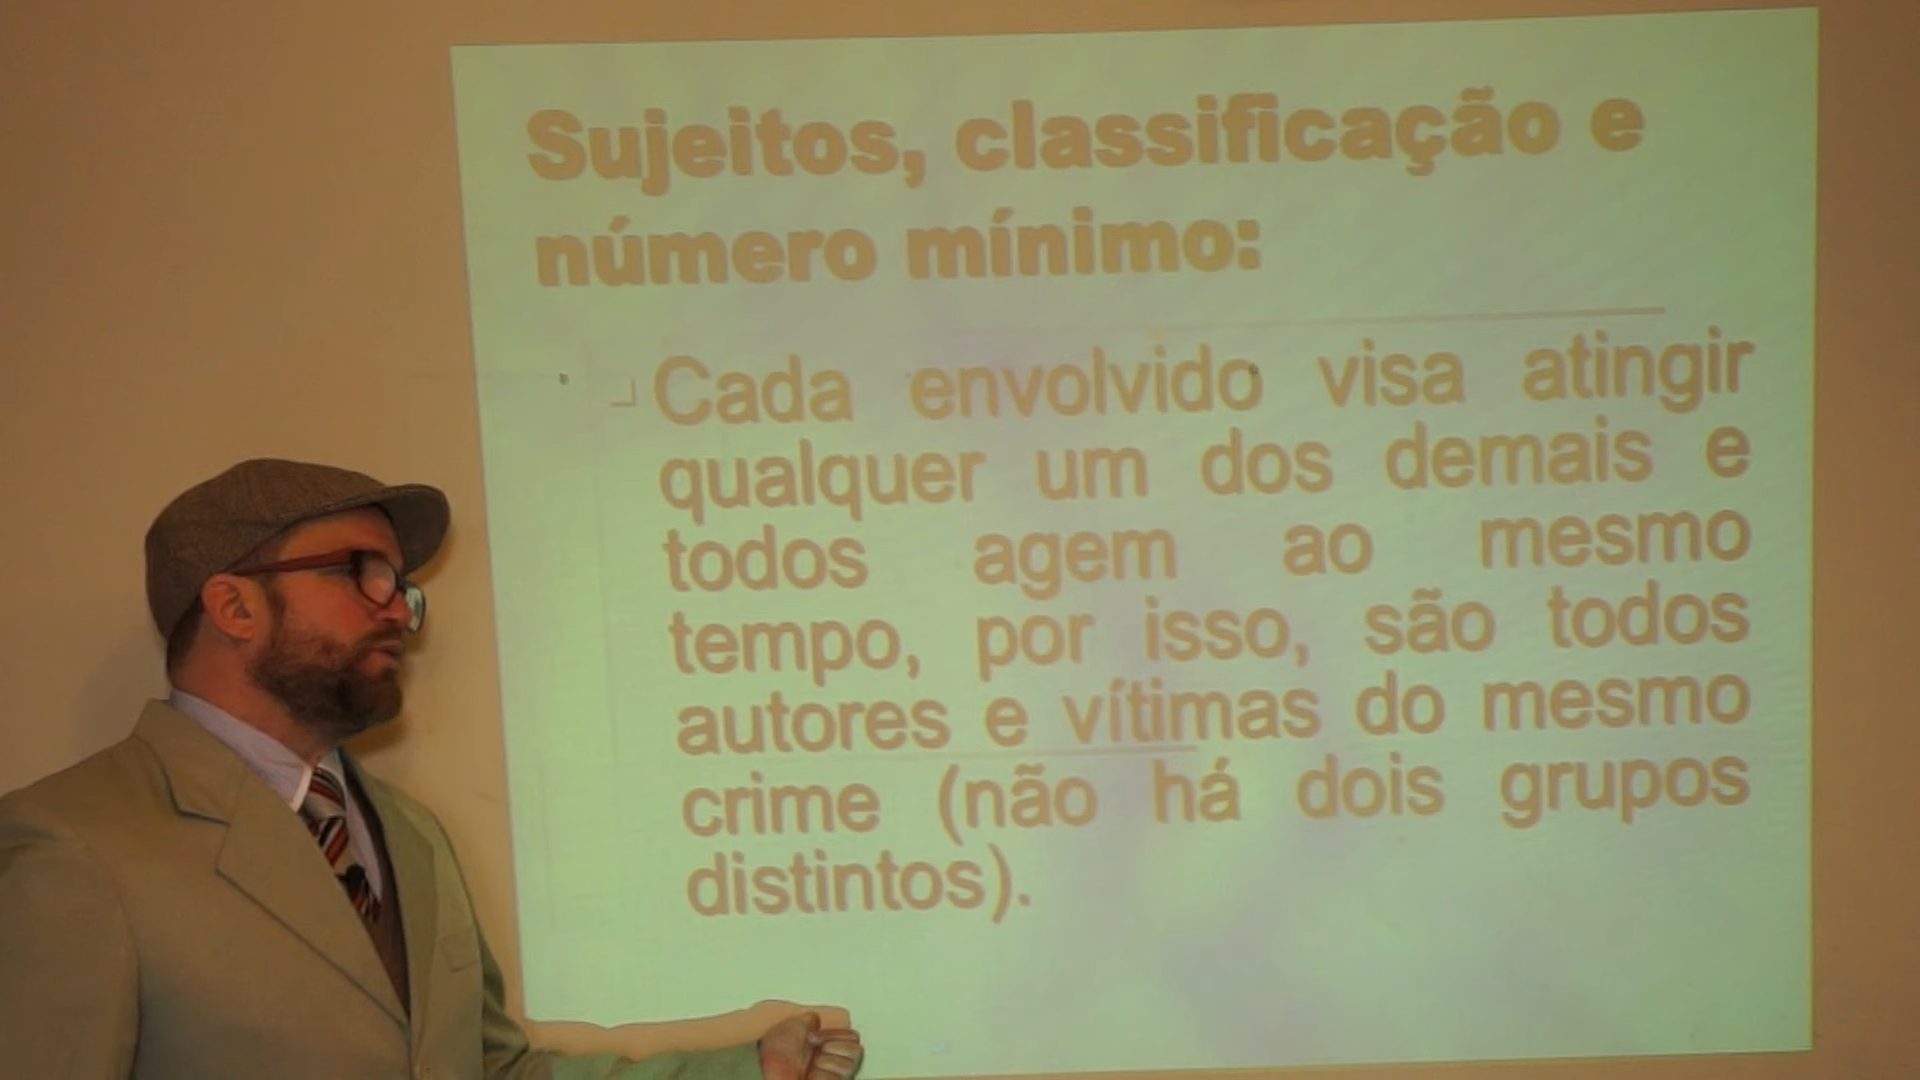 Sujeitos, classificação e
número mínimo:
Cada envolvido visa atingir
qualquer um dos demais e
todos agem ao mesmo
tempo, por isso, são todos
autores e vítimas do mesmo
crime (não há dois grupos
distintos).